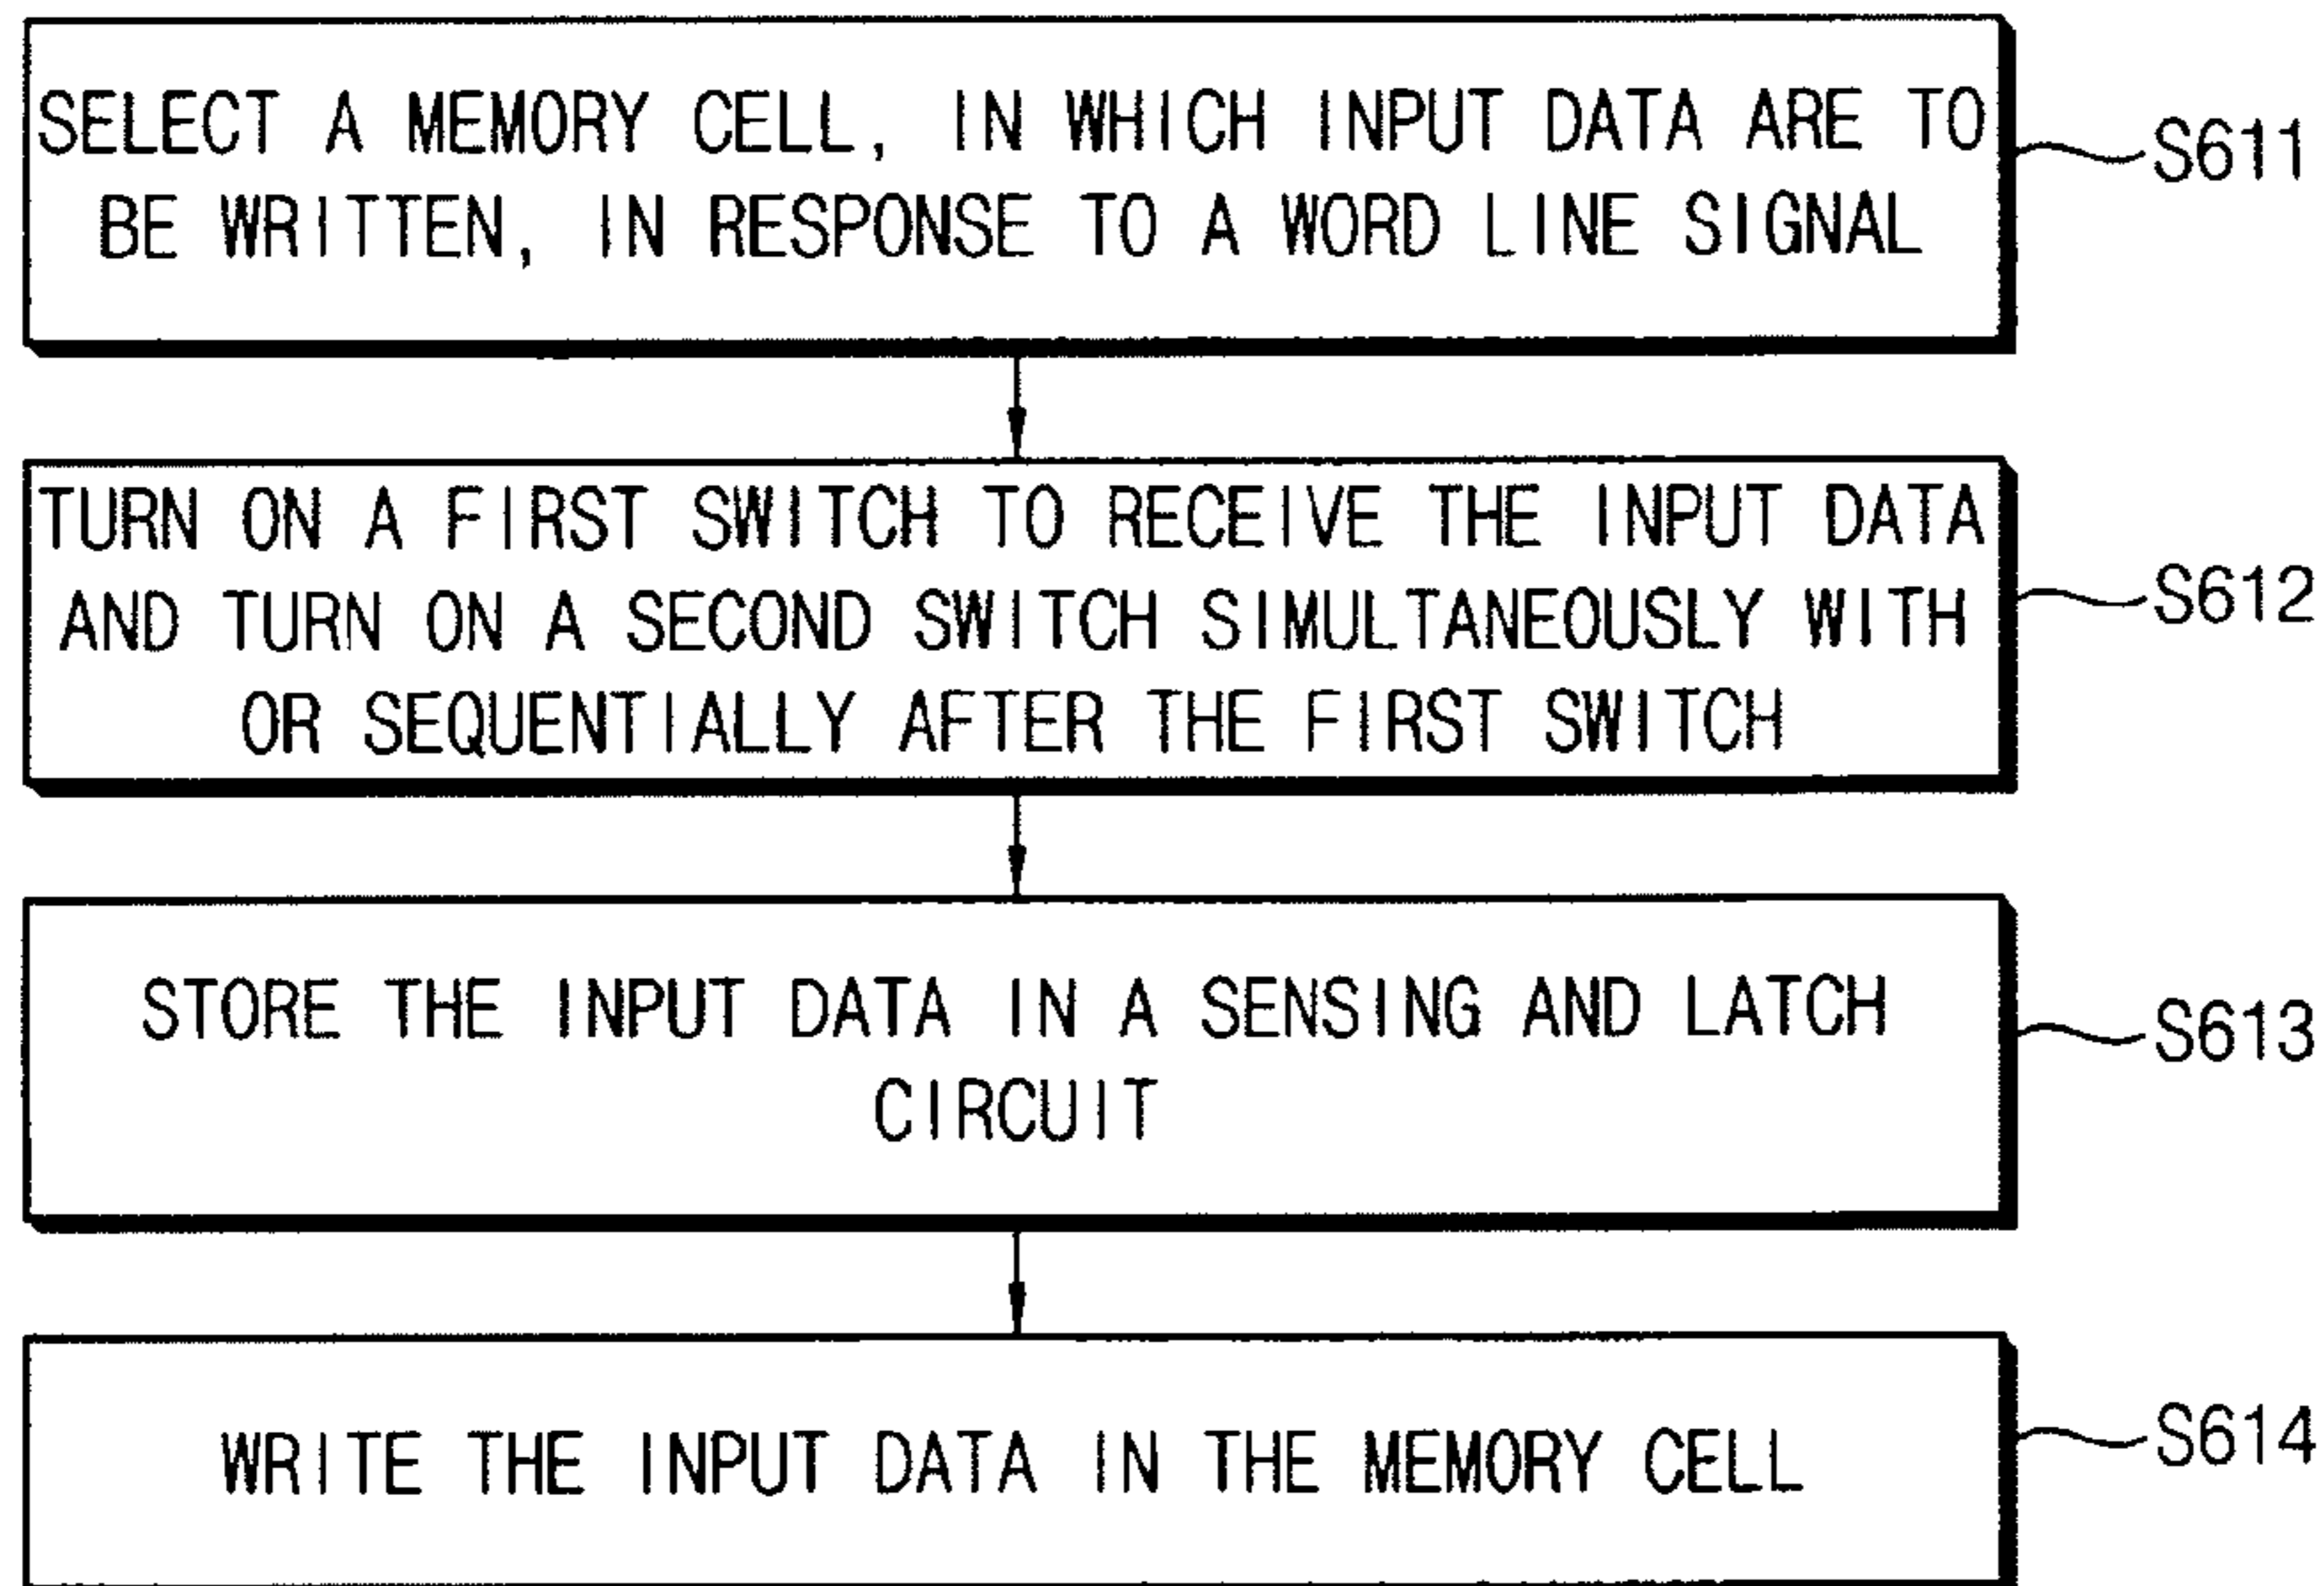 SELECT A MEMORY CELL, IN WHICH INPUT DATA ARE TO
BE WRITTEN, IN RESPONSE TO A WORD LINE SIGNAL
S611
TURN ON A FIRST SWITCH TO RECEIVE THE INPUT DATA
AND TURN ON A SECOND SWITCH SIMULTANEOUSLY WITH
OR SEQUENTIALLY AFTER THE FIRST SWITCH
S612
STORE THE INPUT DATA IN A SENSING AND LATCH
CIRCUIT
S613
WRITE THE INPUT DATA IN THE MEMORY CELL
S614